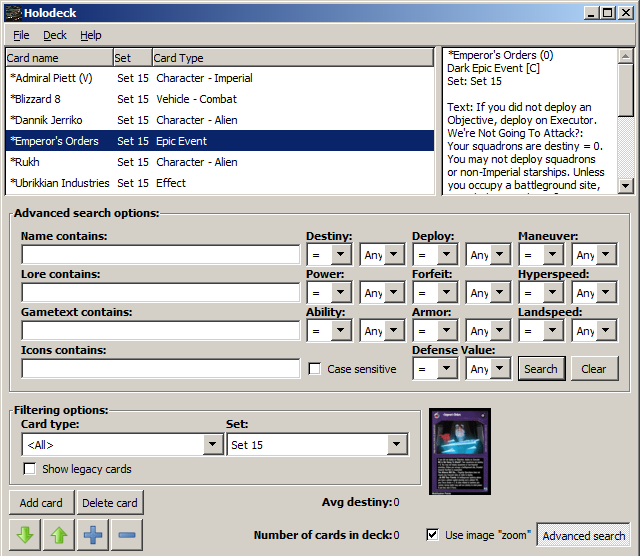 Holodeck
File Deck Help
Card name Set Card Type
*Admiral Piett (V) Set 15 Character - Imperial
*Blizzard 8 Set 15 Vehicle - Combat
*Dannik Jerriko Set 15 Character - Alien
*Emperor's Orders Set 15 Epic Event
*Rukh Set 15 Character - Alien
*Ubrikkian Industries Set 15 Effect
*Emperor's Orders (0)
Dark Epic Event [C]
Set: Set 15
Text: If you did not deploy an
Objective, deploy on Executor.
We're Not Going To Attack?:
Your squadrons are destiny = 0.
You may not deploy squadrons
or non-Imperial starships. Unless
you occupy a battleground site,
Advanced search options:
Name contains: Destiny: Deploy: Maneuver:
= Any = Any = Any
Lore contains: Power: Forfeit: Hyperspeed:
= Any = Any = Any
Gametext contains: Ability: Armor: Landspeed:
= Any = Any = Any
Icons contains: Defense Value:
Case sensitive = Any Search Clear
Filtering options:
Card type: Set:
<All> Set 15
Show legacy cards
Add card Delete card Avg destiny: 0
Number of cards in deck: 0 Use image "zoom" Advanced search